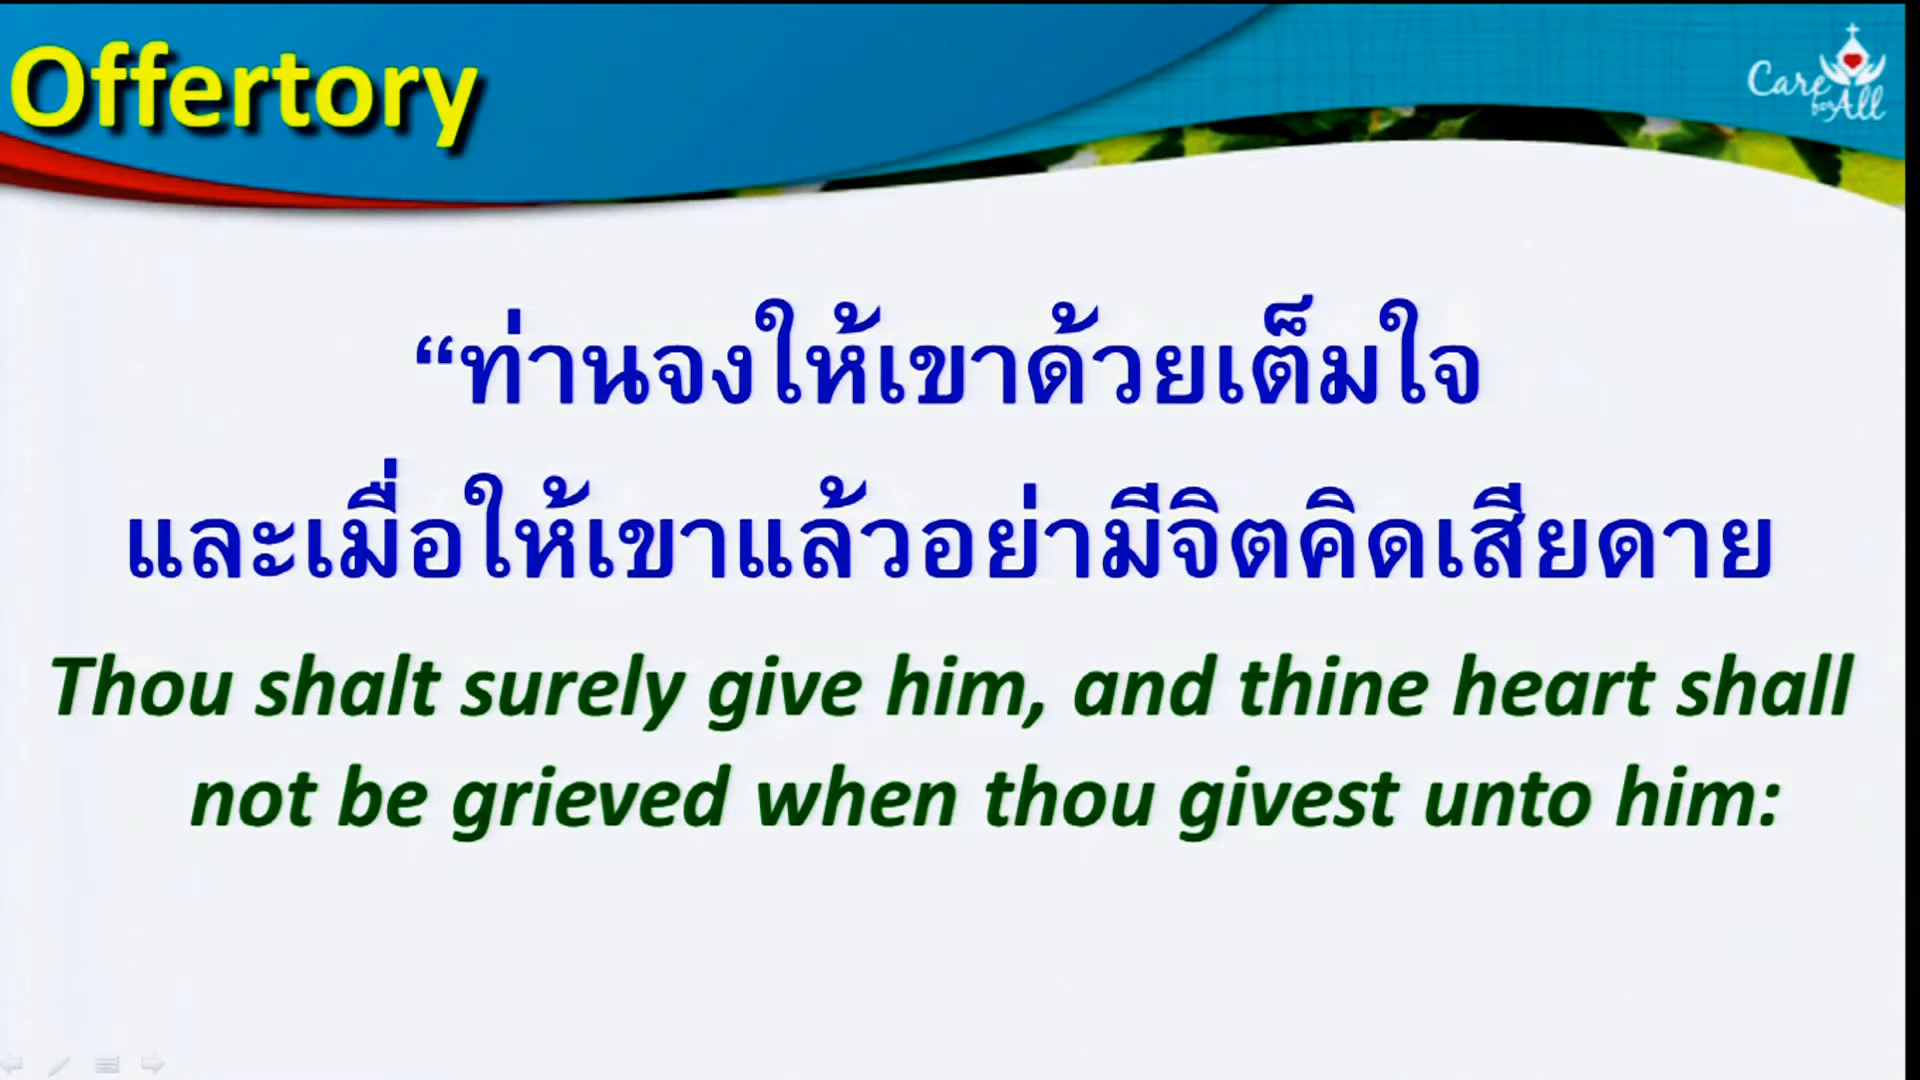 Offertory
Care
for All
“ท่านจงให้เขาด้วยเต็มใจ
และเมื่อให้เขาแล้วอย่ามีจิตคิดเสียดาย
Thou shalt surely give him, and thine heart shall
not be grieved when thou givest unto him: